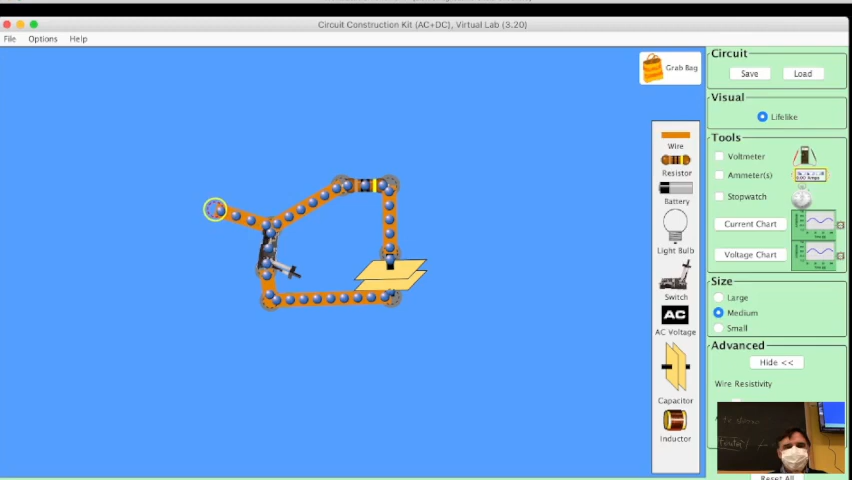 Circuit Construction Kit (AC+DC), Virtual Lab (3.20)
File Options Help
Grab Bag
Wire
Resistor
Battery
Light Bulb
Switch
AC
AC Voltage
Capacitor
Inductor
Circuit
Save Load
Visual
Lifelike
Tools
Voltmeter
Ammeter(s)
Stopwatch
Current Chart
Voltage Chart
Size
Large
Medium
Small
Advanced
Hide <<
Wire Resistivity
Reset All